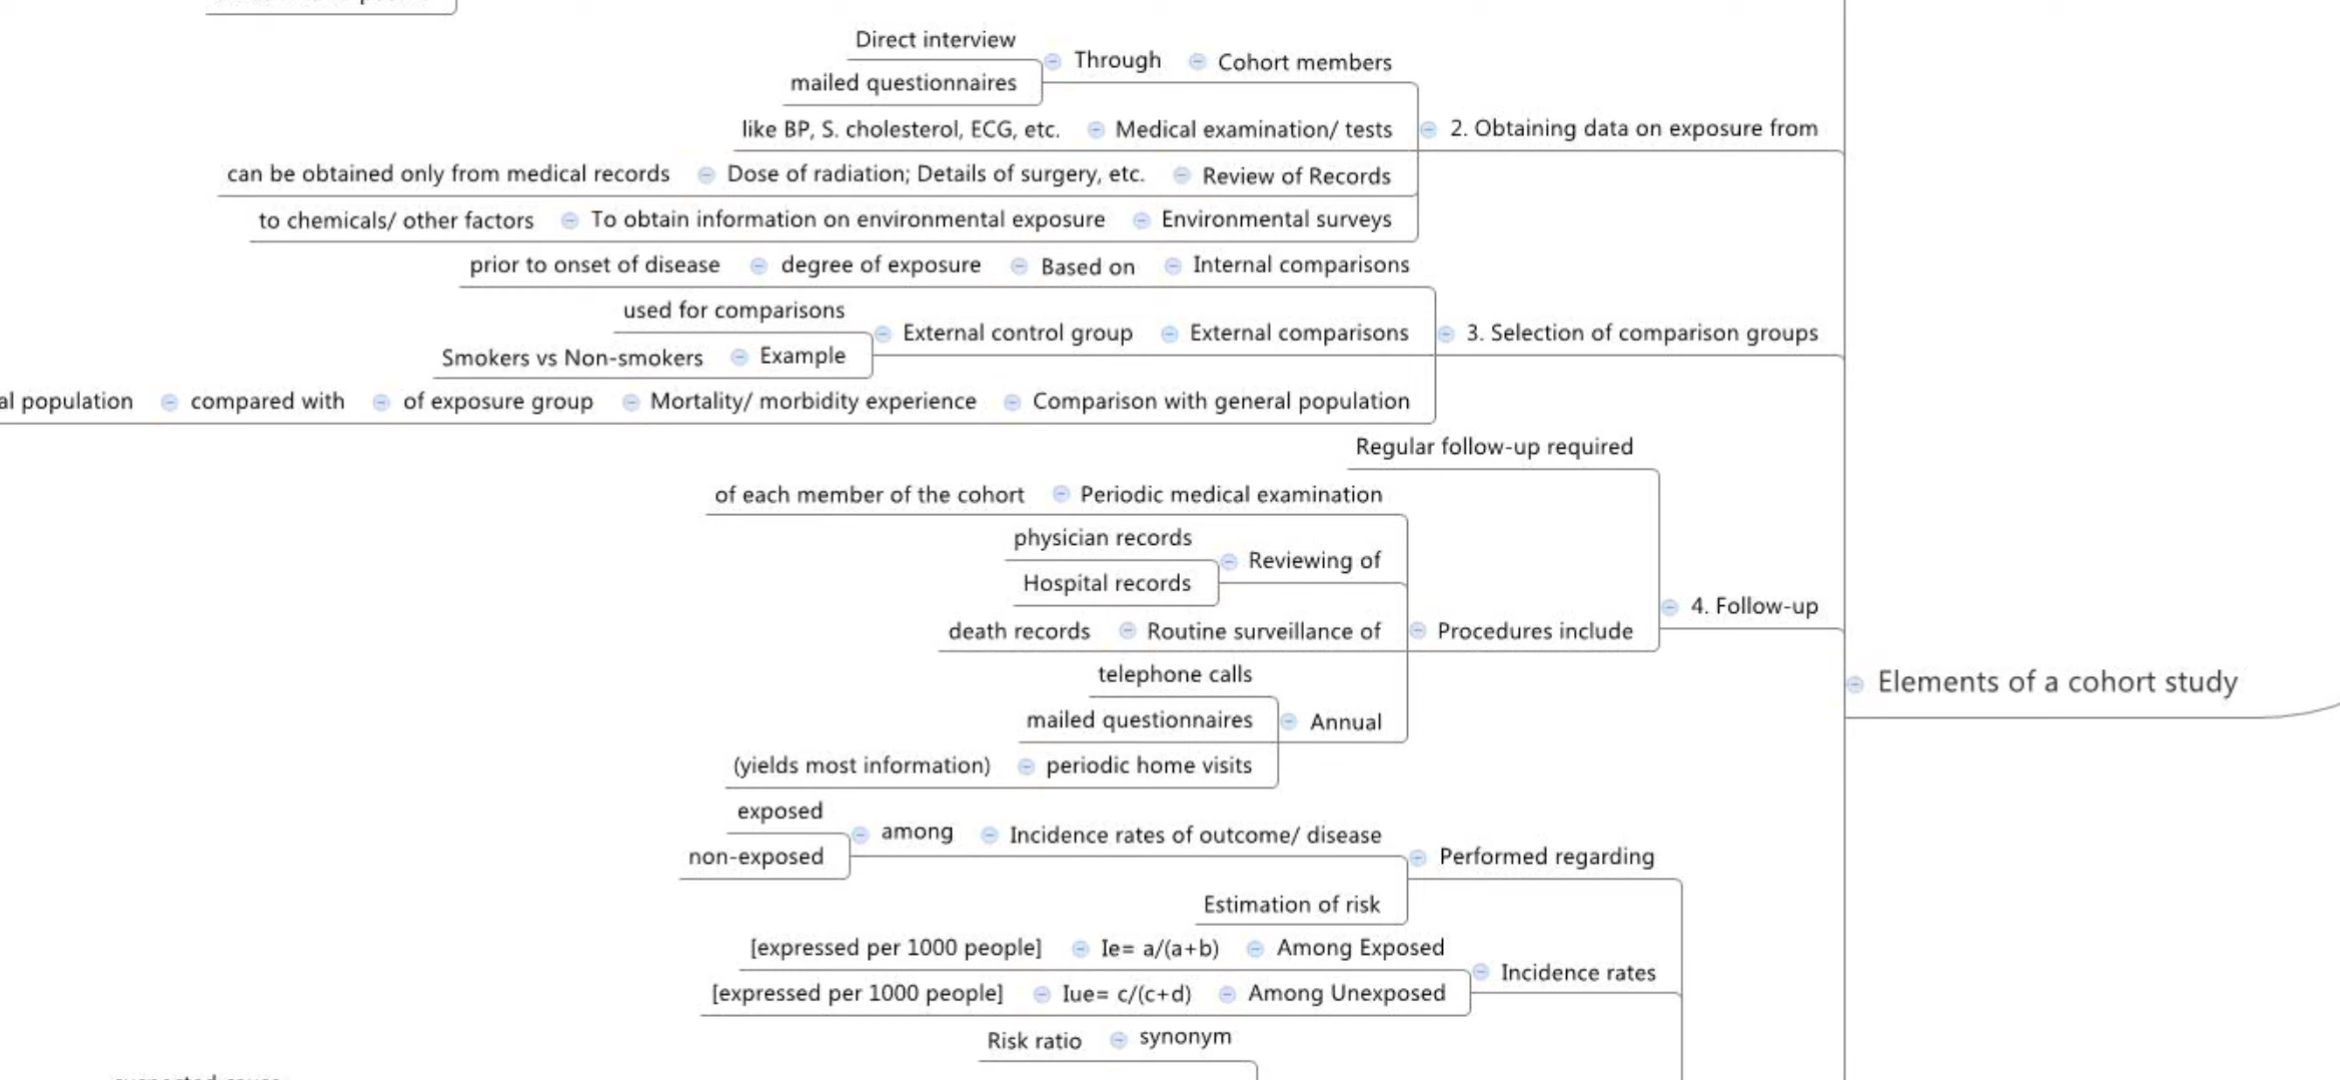 Direct interview
mailed questionnaires
Through
Cohort members
like BP, S. cholesterol, ECG, etc.
Medical examination/ tests
2. Obtaining data on exposure from
can be obtained only from medical records
Dose of radiation; Details of surgery, etc.
Review of Records
to chemicals/ other factors
To obtain information on environmental exposure
Environmental surveys
prior to onset of disease
degree of exposure
Based on
Internal comparisons
used for comparisons
External control group
External comparisons
3. Selection of comparison groups
Smokers vs Non-smokers
Example
al population
compared with
of exposure group
Mortality/ morbidity experience
Comparison with general population
Regular follow-up required
of each member of the cohort
Periodic medical examination
physician records
Reviewing of
Hospital records
4. Follow-up
death records
Routine surveillance of
Procedures include
telephone calls
Elements of a cohort study
mailed questionnaires
Annual
(yields most information)
periodic home visits
exposed
among
Incidence rates of outcome/ disease
non-exposed
Performed regarding
Estimation of risk
[expressed per 1000 people]
Ie= a/(a+b)
Among Exposed
Incidence rates
[expressed per 1000 people]
Iue= c/(c+d)
Among Unexposed
Risk ratio
synonym